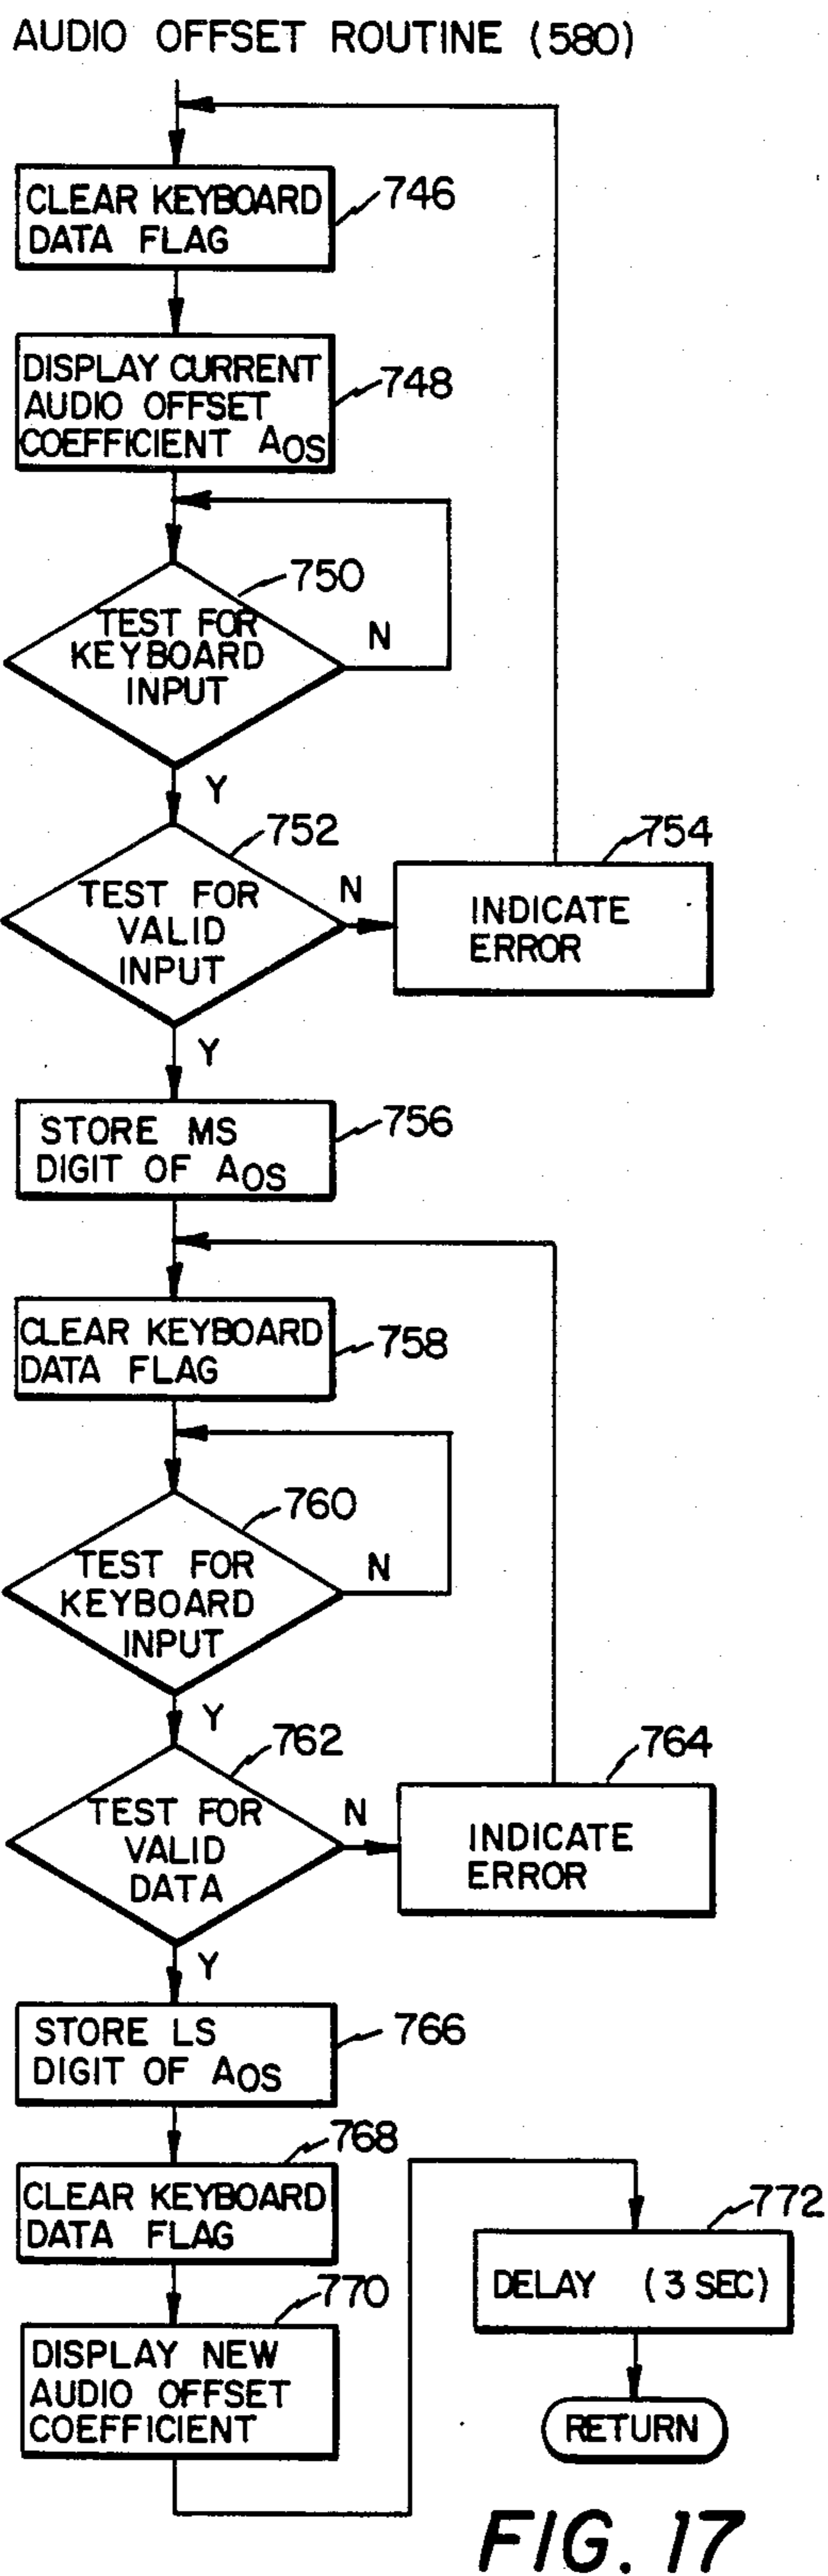 AUDIO OFFSET ROUTINE (580)
CLEAR KEYBOARD
DATA FLAG
746
DISPLAY CURRENT
AUDIO OFFSET
COEFFICIENT AOS
748
750
TEST FOR
KEYBOARD
INPUT
N
Y
752
TEST FOR
VALID
INPUT
N
754
INDICATE
ERROR
Y
STORE MS
DIGIT OF AOS
756
CLEAR KEYBOARD
DATA FLAG
758
760
TEST FOR
KEYBOARD
INPUT
N
Y
762
TEST FOR
VALID
DATA
N
764
INDICATE
ERROR
Y
STORE LS
DIGIT OF AOS
766
768
CLEAR KEYBOARD
DATA FLAG
770
DISPLAY NEW
AUDIO OFFSET
COEFFICIENT
772
DELAY (3 SEC)
RETURN
FIG. 17